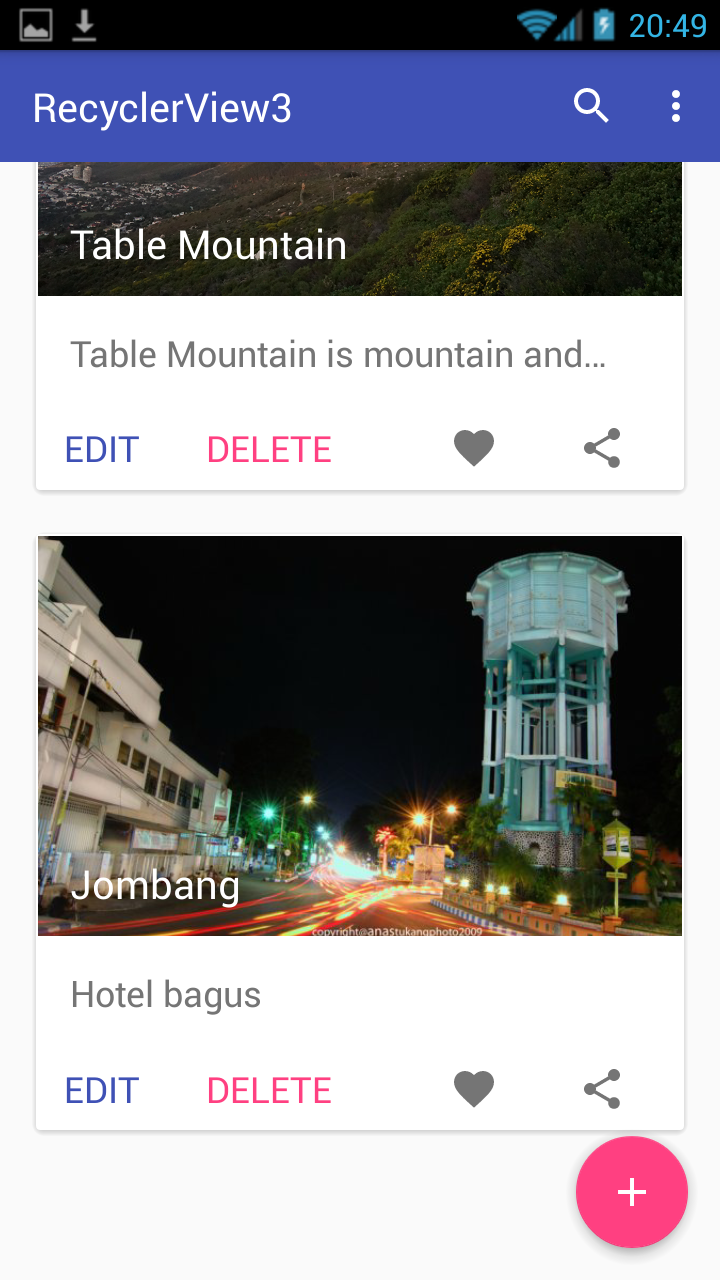 20:49
RecyclerView3
Table Mountain
Table Mountain is mountain and…
EDIT DELETE
Jombang
copyright@anastukangphoto2009
Hotel bagus
EDIT DELETE